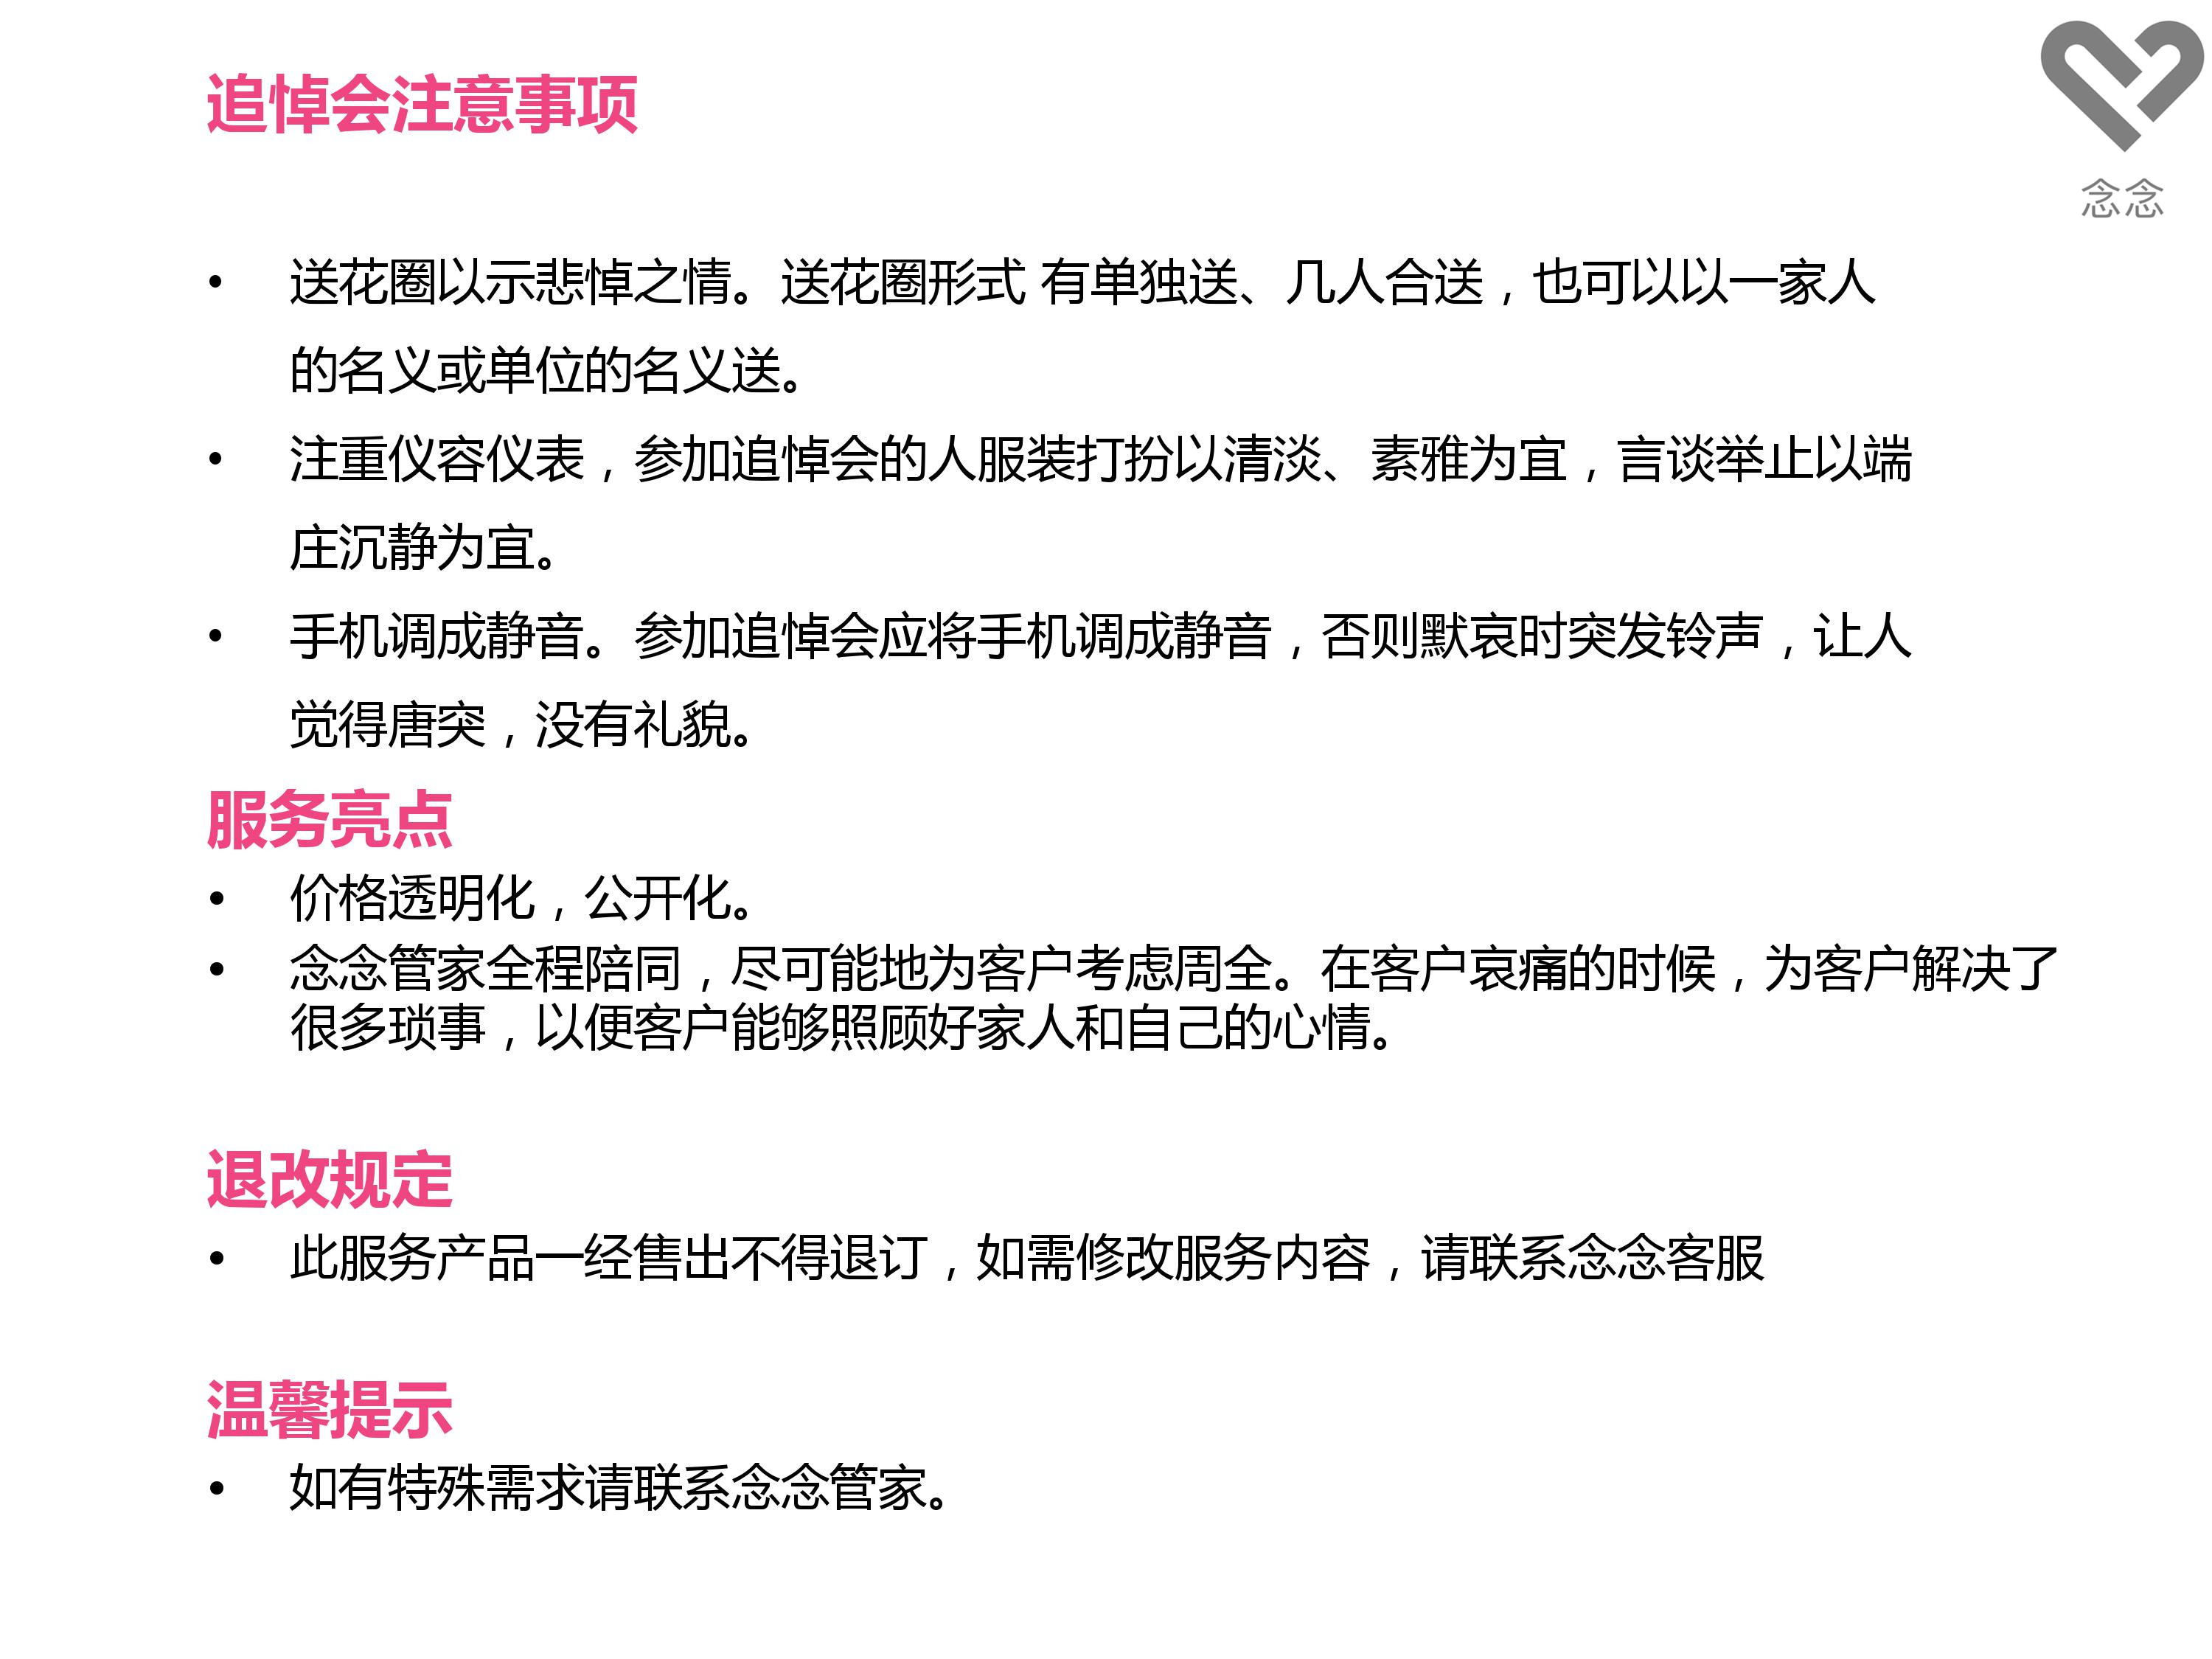 追悼会注意事项
念念
• 送花圈以示悲悼之情。送花圈形式 有单独送、几人合送，也可以以一家人
的名义或单位的名义送。
• 注重仪容仪表，参加追悼会的人服装打扮以清淡、素雅为宜，言谈举止以端
庄沉静为宜。
• 手机调成静音。参加追悼会应将手机调成静音，否则默哀时突发铃声，让人
觉得唐突，没有礼貌。
服务亮点
• 价格透明化，公开化。
• 念念管家全程陪同，尽可能地为客户考虑周全。在客户哀痛的时候，为客户解决了
很多琐事，以便客户能够照顾好家人和自己的心情。
退改规定
• 此服务产品一经售出不得退订，如需修改服务内容，请联系念念客服
温馨提示
• 如有特殊需求请联系念念管家。